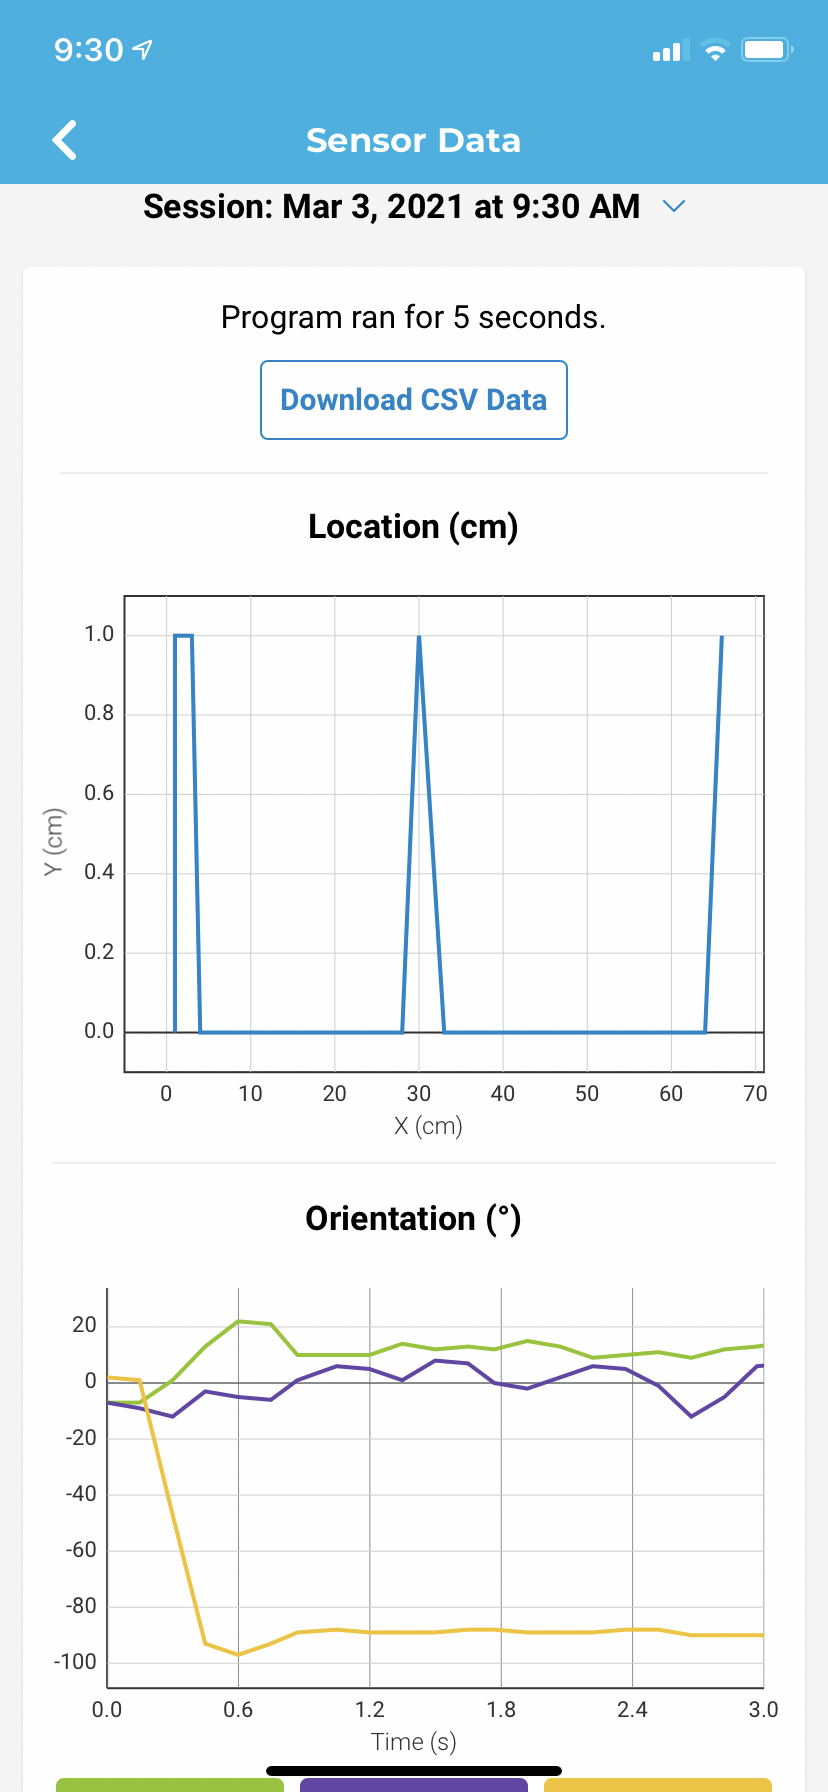 9:30
Sensor Data
Session: Mar 3, 2021 at 9:30 AM
Program ran for 5 seconds.
Download CSV Data
Location (cm)
1.0
0.8
0.6
0.4
0.2
0.0
Y (cm)
0 10 20 30 40 50 60 70
X (cm)
Orientation (°)
20
0
-20
-40
-60
-80
-100
0.0 0.6 1.2 1.8 2.4 3.0
Time (s)